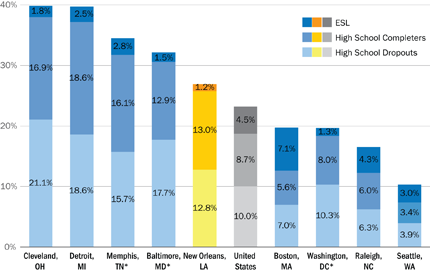 40%
30%
20%
10%
0%
ESL
High School Completers
High School Dropouts
1.8%
16.9%
21.1%
2.5%
18.6%
18.6%
2.8%
16.1%
15.7%
1.5%
12.9%
17.7%
1.2%
13.0%
12.8%
4.5%
8.7%
10.0%
7.1%
5.6%
7.0%
1.3%
8.0%
10.3%
4.3%
6.0%
6.3%
3.0%
3.4%
3.9%
Cleveland,
OH
Detroit,
MI
Memphis,
TN*
Baltimore,
MD*
New Orleans,
LA
United
States
Boston,
MA
Washington,
DC*
Raleigh,
NC
Seattle,
WA